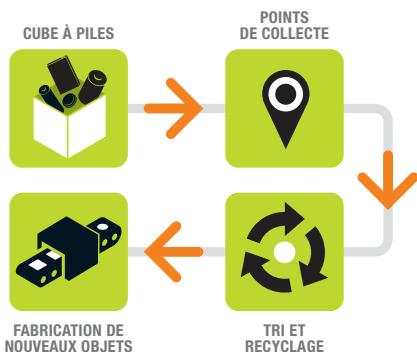 CUBE À PILES
POINTS
DE COLLECTE
FABRICATION DE
NOUVEAUX OBJETS
TRI ET
RECYCLAGE